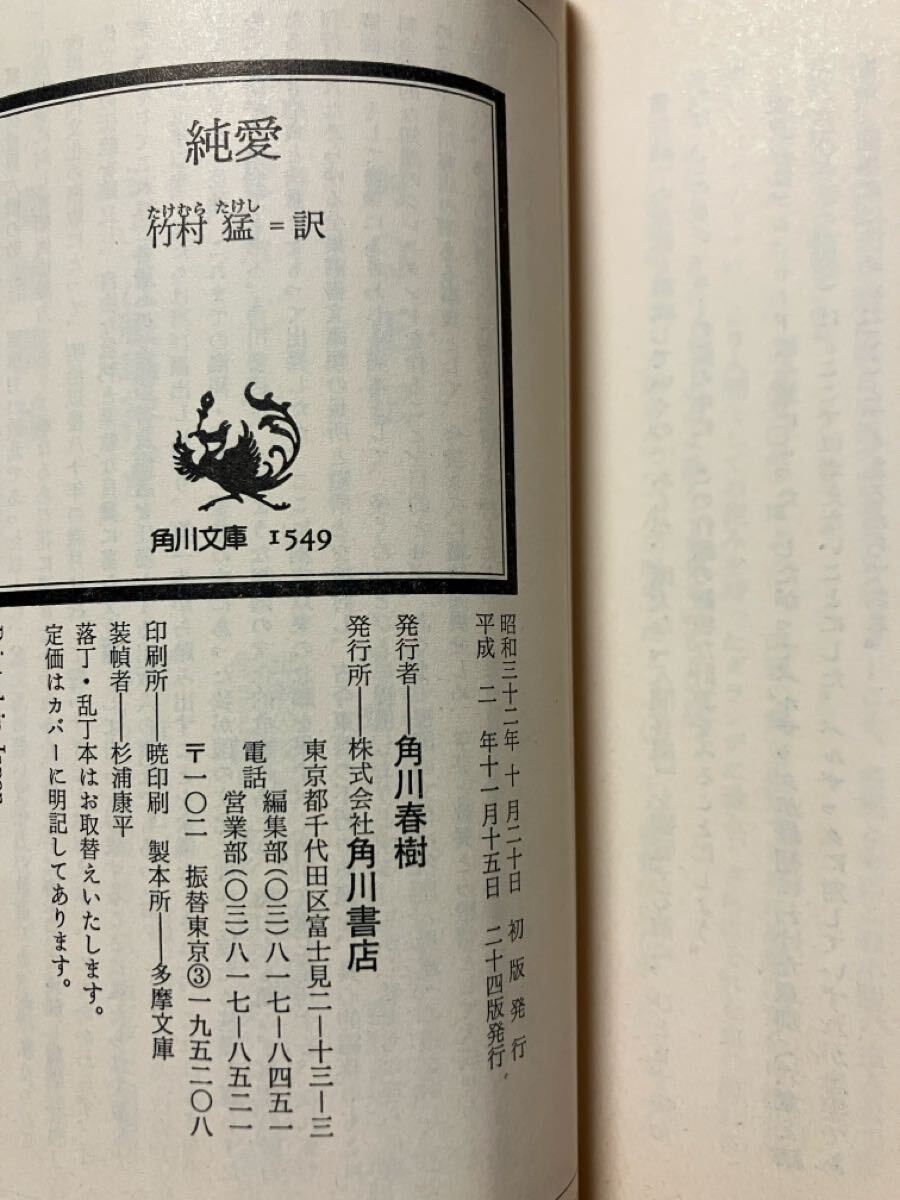 純愛
たけむら たけし
竹村 猛=訳
角川文庫 1549
昭和三十二年 十 月二十日 初 版 発 行
平成 二 年十一月十五日 二十四版発行
発行者―角川春樹
発行所―株式会社角川書店
東京都千代田区富士見二―十三―三
電話 編集部(〇三)八一七―八四五一
営業部(〇三)八一七―八五二一
〒一〇二 振替東京③一九五二〇八
印刷所―暁印刷 製本所―多摩文庫
装幀者―杉浦康平
落丁・乱丁本はお取替えいたします。
定価はカバーに明記してあります。